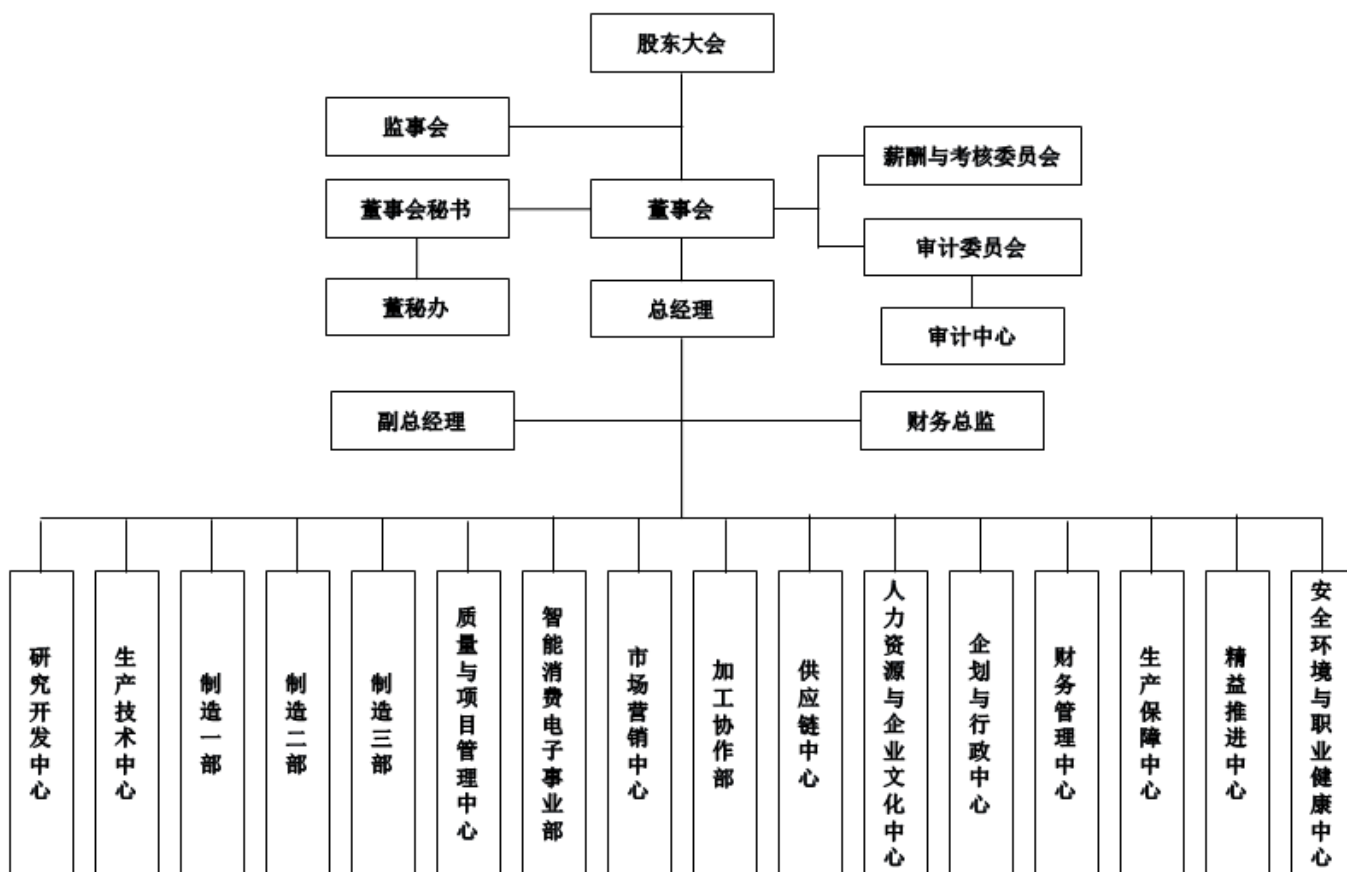 股东大会
监事会
薪酬与考核委员会
董事会秘书
董事会
审计委员会
董秘办
总经理
审计中心
副总经理
财务总监
研究开发中心
生产技术中心
制造一部
制造二部
制造三部
质量与项目管理中心
智能消费电子事业部
市场营销中心
加工协作部
供应链中心
人力资源与企业文化中心
企划与行政中心
财务管理中心
生产保障中心
精益推进中心
安全环境与职业健康中心